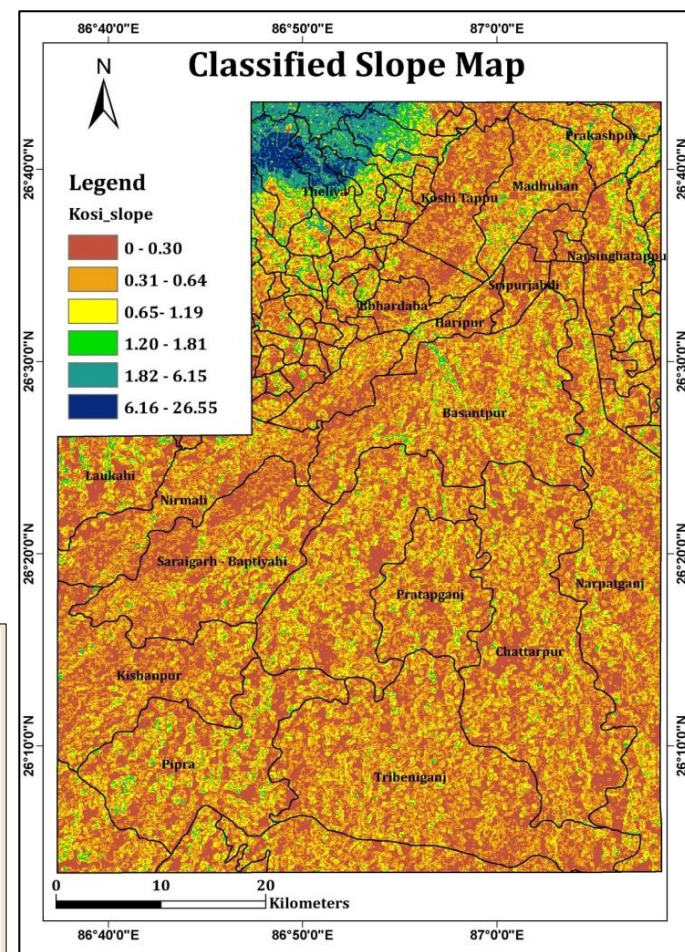 86°40'0"E 86°50'0"E 87°0'0"E
N
Classified Slope Map
Legend
Kosi_slope
0 - 0.30
0.31 - 0.64
0.65- 1.19
1.20 - 1.81
1.82 - 6.15
6.16 - 26.55
26°40'0"N
26°40'0"N
Prakashpur
Theliya
Koshi Tappu
Madhuban
Narsinghatappu
Sripurjabdi
Bhhardaba
Haripur
26°30'0"N
26°30'0"N
Basantpur
Laukahi
Nirmali
26°20'0"N
26°20'0"N
Saraigarh - Baptiyahi
Pratapganj
Narpatganj
Chattarpur
Kishanpur
26°10'0"N
26°10'0"N
Pipra
Tribeniganj
0 10 20
Kilometers
86°40'0"E 86°50'0"E 87°0'0"E